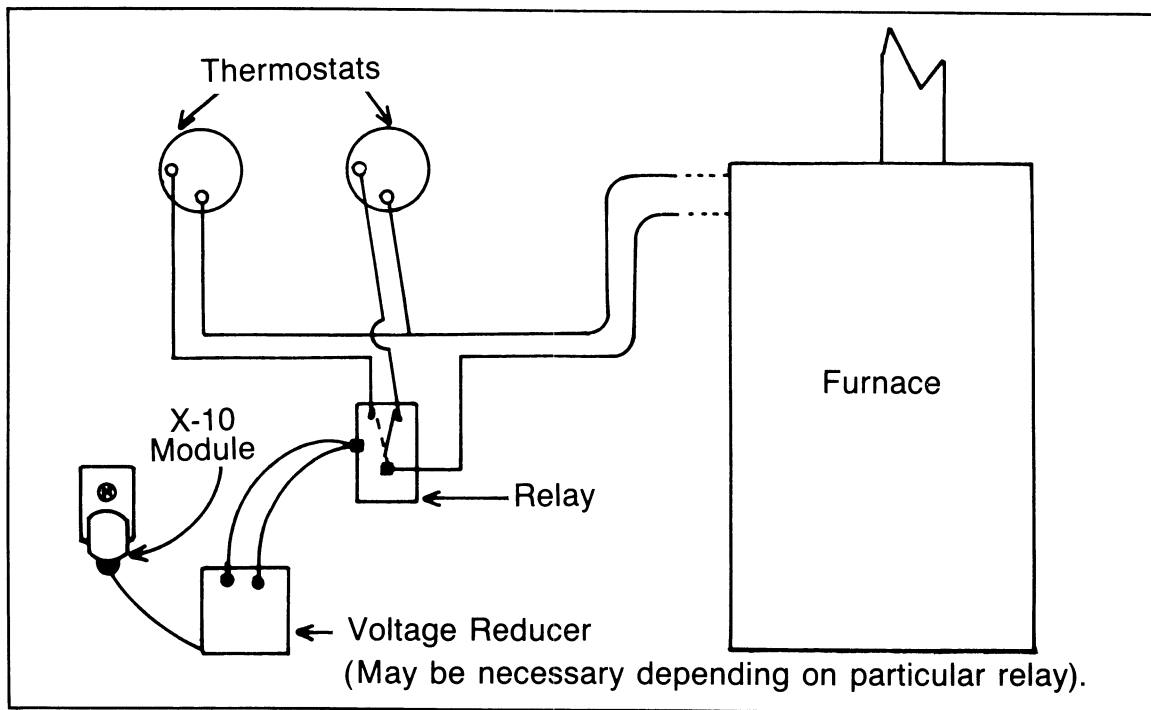 Thermostats
Furnace
X-10
Module
Relay
Voltage Reducer
(May be necessary depending on particular relay).